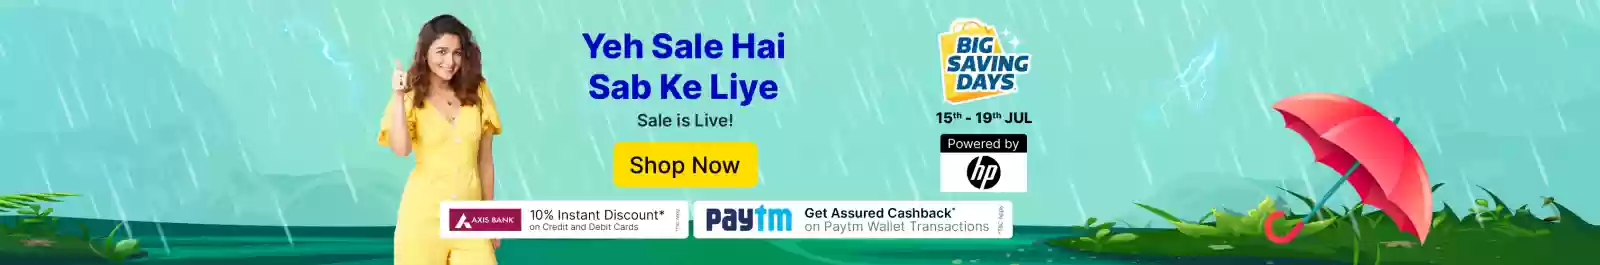 Yeh Sale Hai
Sab Ke Liye
Sale is Live!
Shop Now
BIG
SAVING
DAYS
15th - 19th JUL
Powered by
hp
AXIS BANK
10% Instant Discount*
on Credit and Debit Cards
paytm
Get Assured Cashback*
on Paytm Wallet Transactions
*T&C Apply